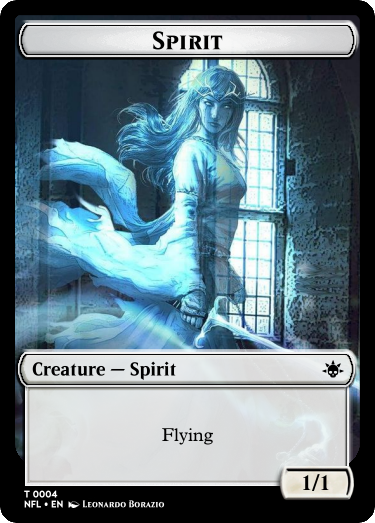 Spirit
Creature — Spirit
Flying
1/1
T 0004
NFL • EN Leonardo Borazio